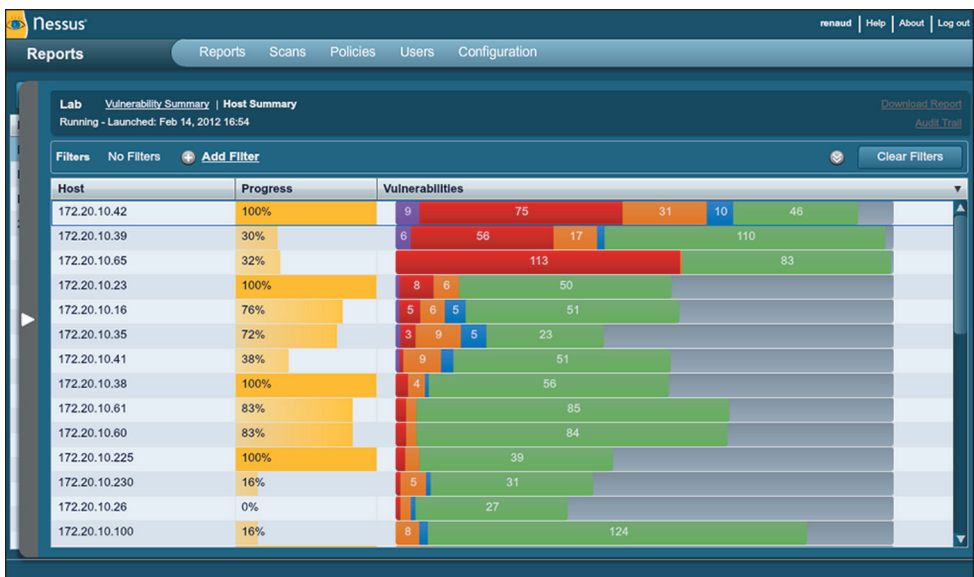 nessus
renaud | Help | About | Log out
Reports
Reports Scans Policies Users Configuration
Lab Vulnerability Summary | Host Summary
Download Report
Running - Launched: Feb 14, 2012 16:54
Audit Trail
Filters No Filters Add Filter Clear Filters
Host Progress Vulnerabilities
172.20.10.42 100% 9 75 31 10 46
172.20.10.39 30% 6 56 17 110
172.20.10.65 32% 113 83
172.20.10.23 100% 8 6 50
172.20.10.16 76% 5 6 5 51
172.20.10.35 72% 3 9 5 23
172.20.10.41 38% 9 51
172.20.10.38 100% 4 56
172.20.10.61 83% 85
172.20.10.60 83% 84
172.20.10.225 100% 39
172.20.10.230 16% 5 31
172.20.10.26 0% 27
172.20.10.100 16% 8 124